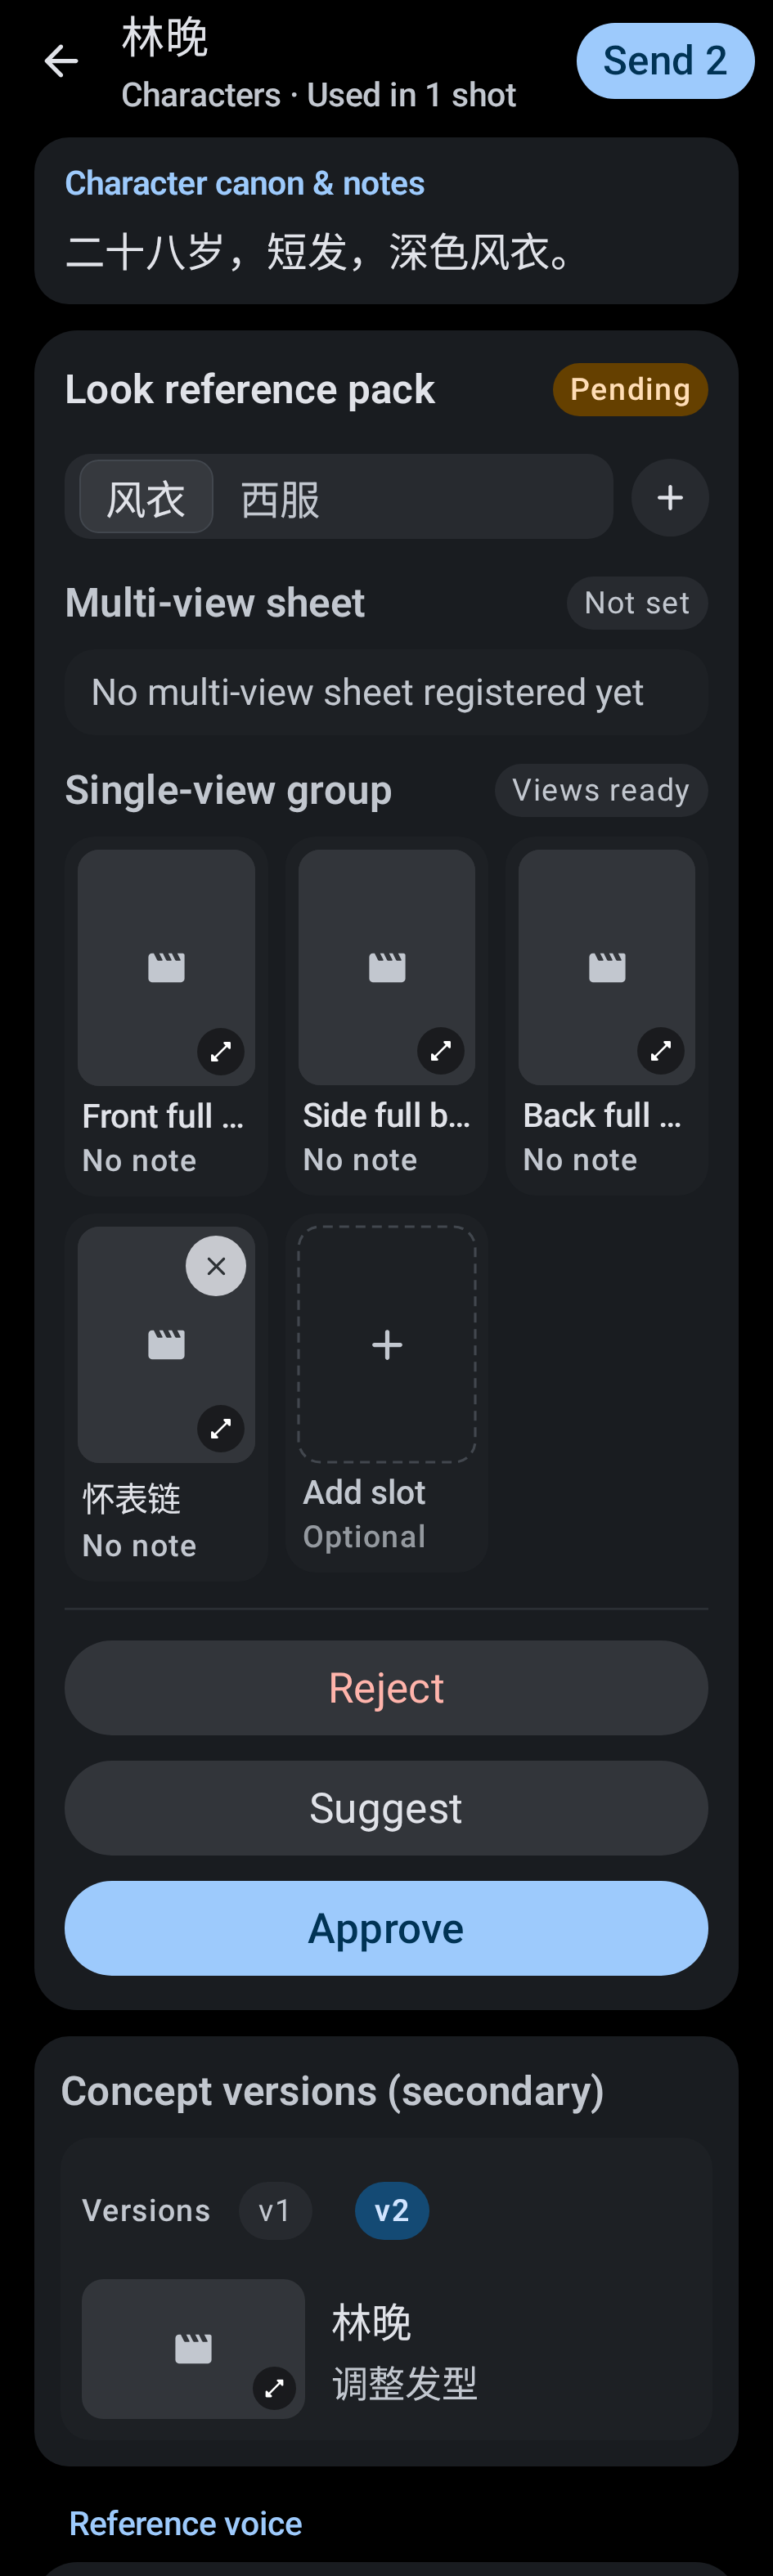 林晚
Characters · Used in 1 shot
Send 2
Character canon & notes
二十八岁，短发，深色风衣。
Look reference pack
Pending
风衣
西服
Multi-view sheet
Not set
No multi-view sheet registered yet
Single-view group
Views ready
Front full ...
Side full b...
Back full ...
No note
No note
No note
怀表链
No note
Add slot
Optional
Reject
Suggest
Approve
Concept versions (secondary)
Versions
v1
v2
林晚
调整发型
Reference voice